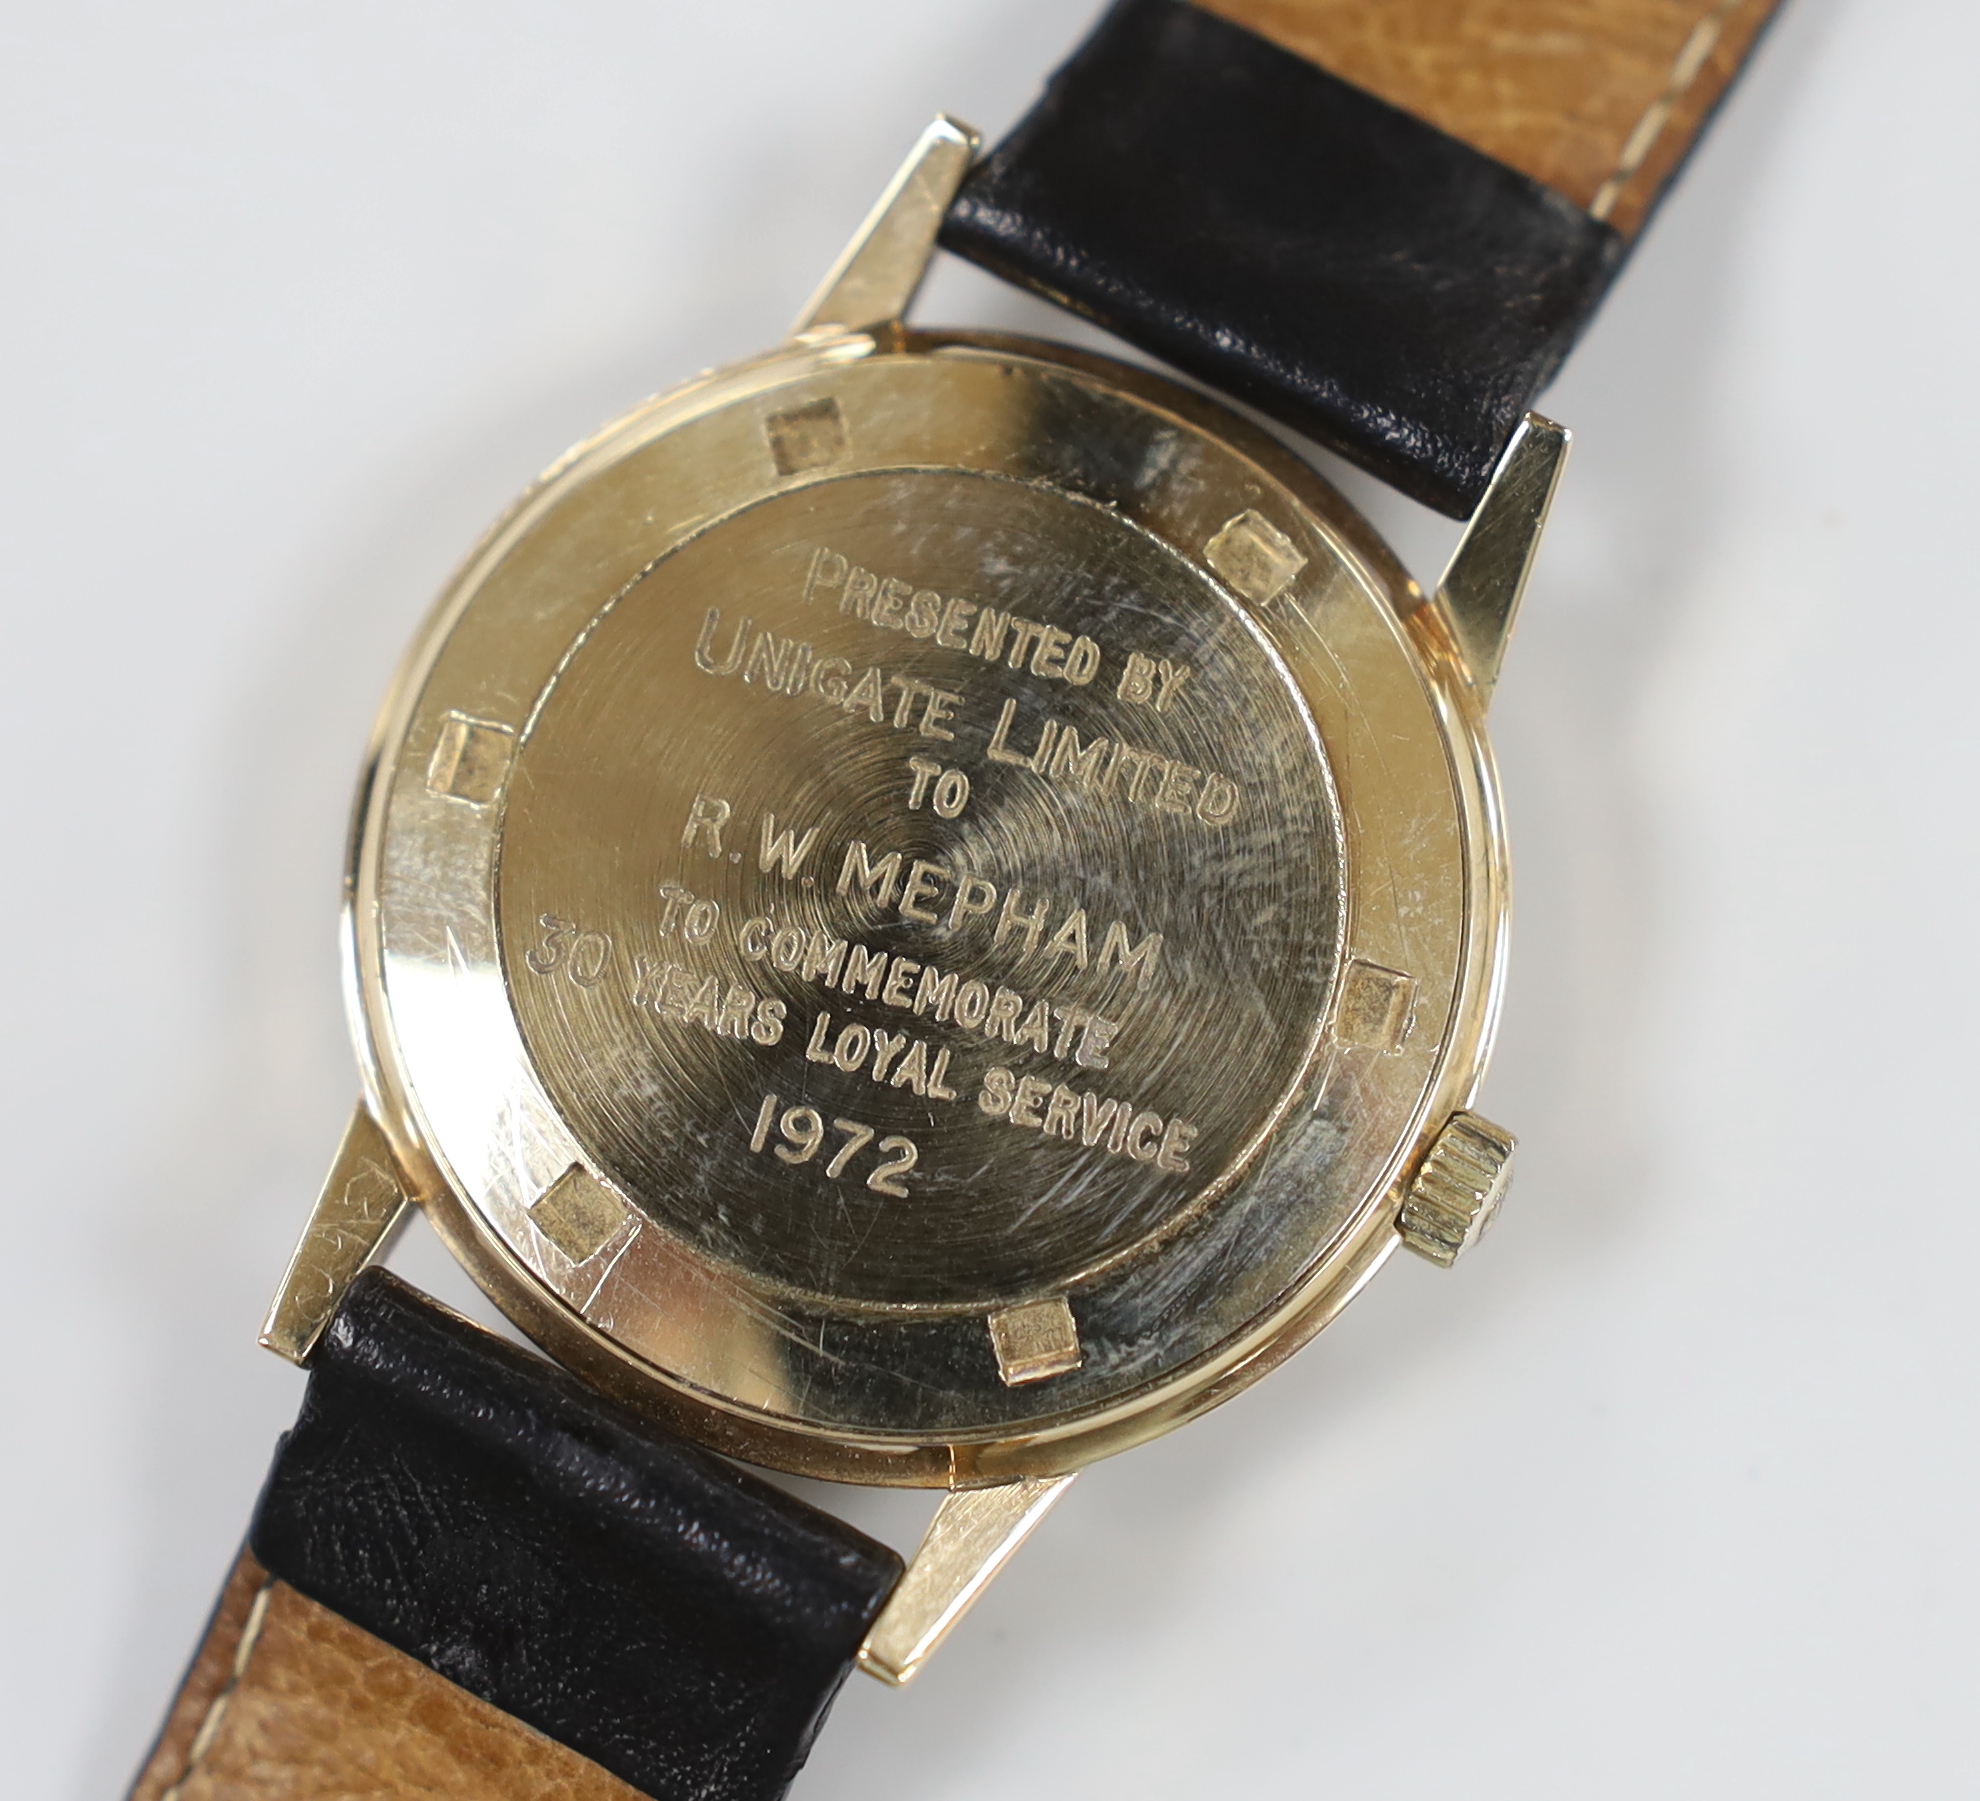 PRESENTED BY
UNIGATE LIMITED
TO
R. W. MEPHAM
TO COMMEMORATE
30 YEARS LOYAL SERVICE
1972